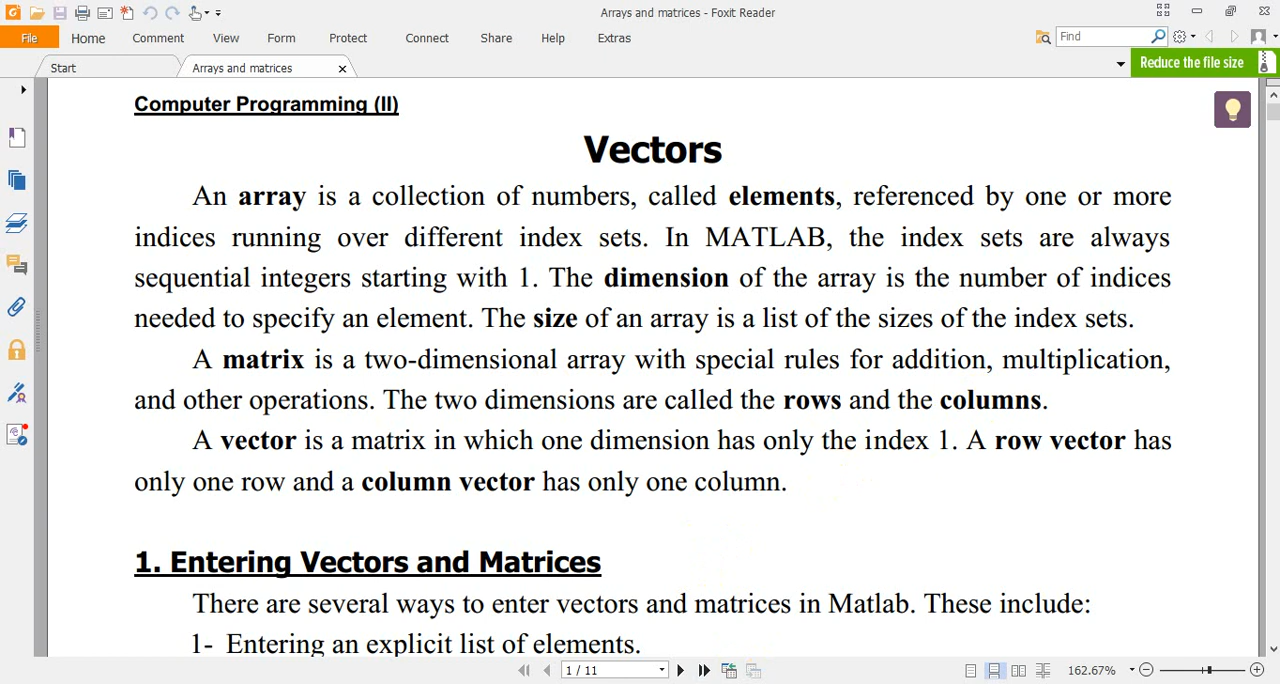 Arrays and matrices - Foxit Reader
File Home Comment View Form Protect Connect Share Help Extras Find
Start Arrays and matrices Reduce the file size
Computer Programming (II)
Vectors
An array is a collection of numbers, called elements, referenced by one or more
indices running over different index sets. In MATLAB, the index sets are always
sequential integers starting with 1. The dimension of the array is the number of indices
needed to specify an element. The size of an array is a list of the sizes of the index sets.
A matrix is a two-dimensional array with special rules for addition, multiplication,
and other operations. The two dimensions are called the rows and the columns.
A vector is a matrix in which one dimension has only the index 1. A row vector has
only one row and a column vector has only one column.
1. Entering Vectors and Matrices
There are several ways to enter vectors and matrices in Matlab. These include:
1- Entering an explicit list of elements.
1 / 11 162.67%